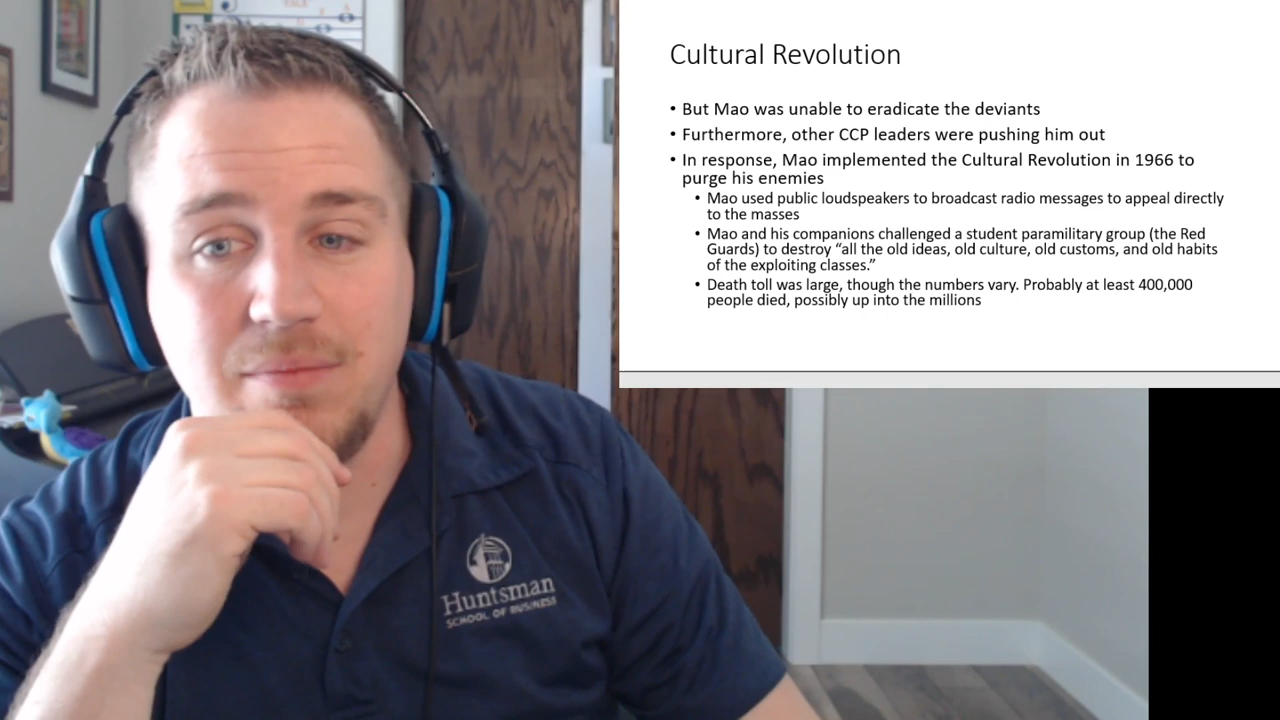 Cultural Revolution
• But Mao was unable to eradicate the deviants
• Furthermore, other CCP leaders were pushing him out
• In response, Mao implemented the Cultural Revolution in 1966 to
purge his enemies
• Mao used public loudspeakers to broadcast radio messages to appeal directly
to the masses
• Mao and his companions challenged a student paramilitary group (the Red
Guards) to destroy “all the old ideas, old culture, old customs, and old habits
of the exploiting classes.”
• Death toll was large, though the numbers vary. Probably at least 400,000
people died, possibly up into the millions
Huntsman
SCHOOL OF BUSINESS